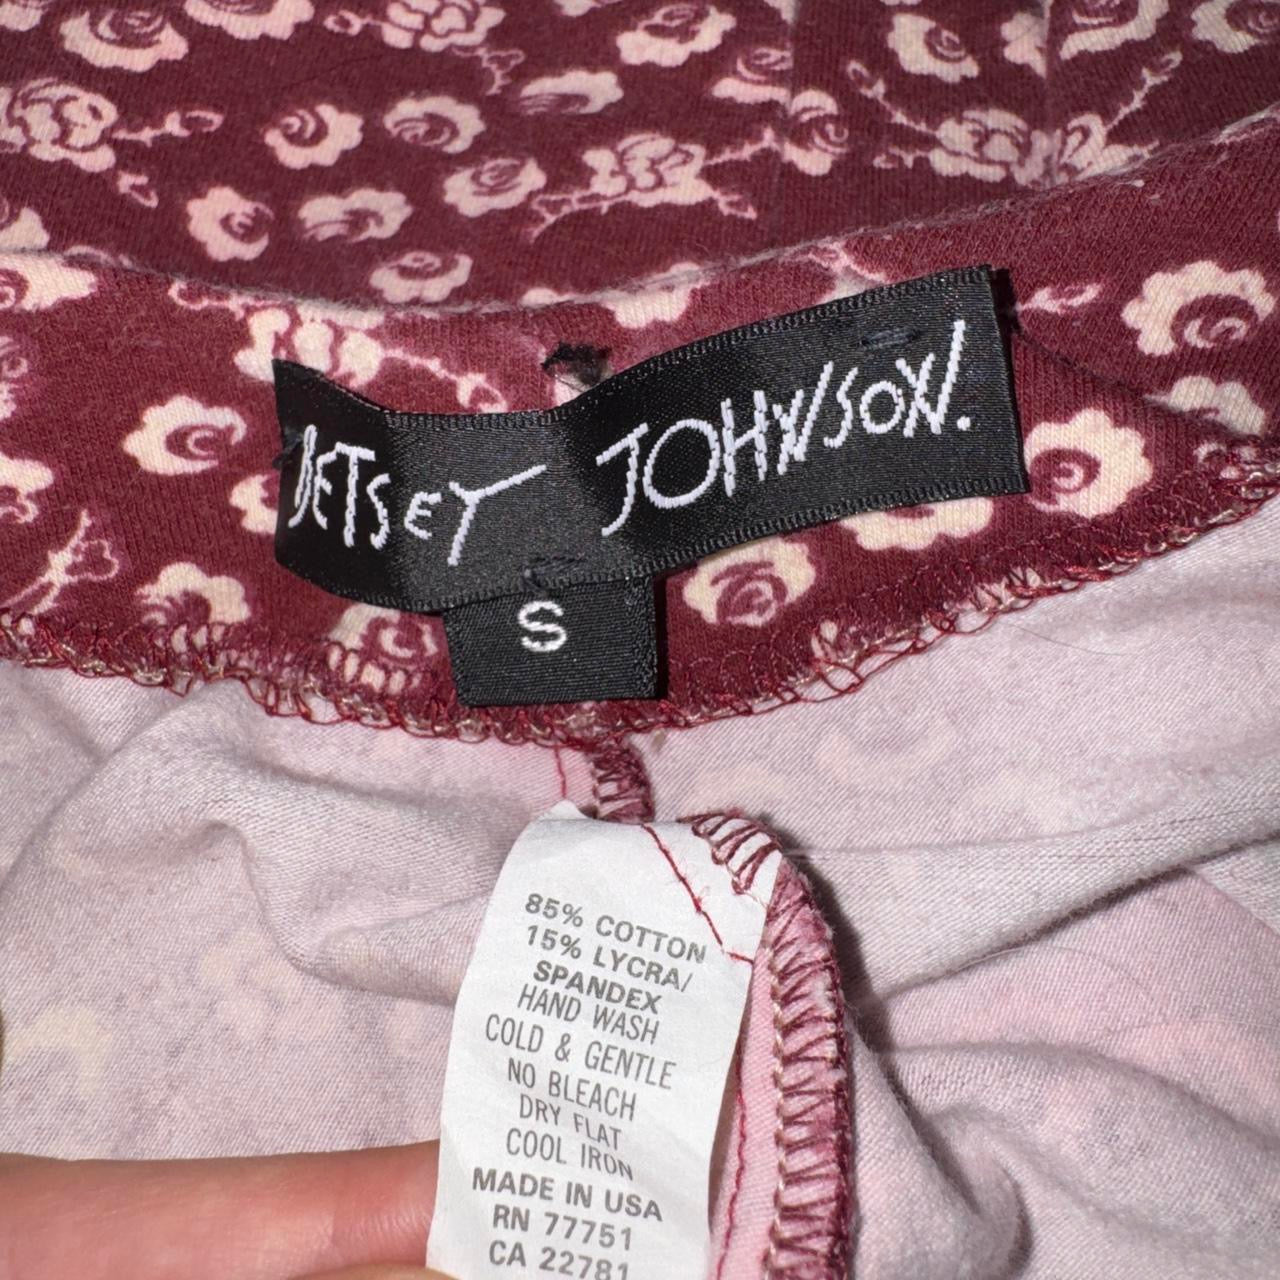 BETSEY JOHNSON.
S
85% COTTON
15% LYCRA/
SPANDEX
HAND WASH
COLD & GENTLE
NO BLEACH
DRY FLAT
COOL IRON
MADE IN USA
RN 77751
CA 22781